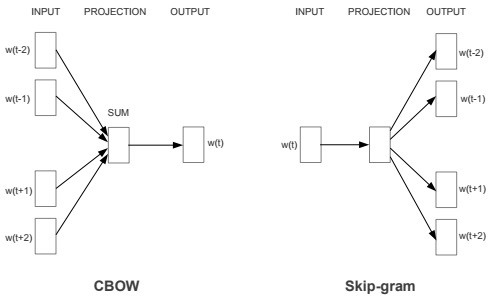 INPUT PROJECTION OUTPUT
w(t-2)
w(t-1)
SUM
w(t)
w(t+1)
w(t+2)
CBOW
INPUT PROJECTION OUTPUT
w(t-2)
w(t-1)
w(t)
w(t+1)
w(t+2)
Skip-gram